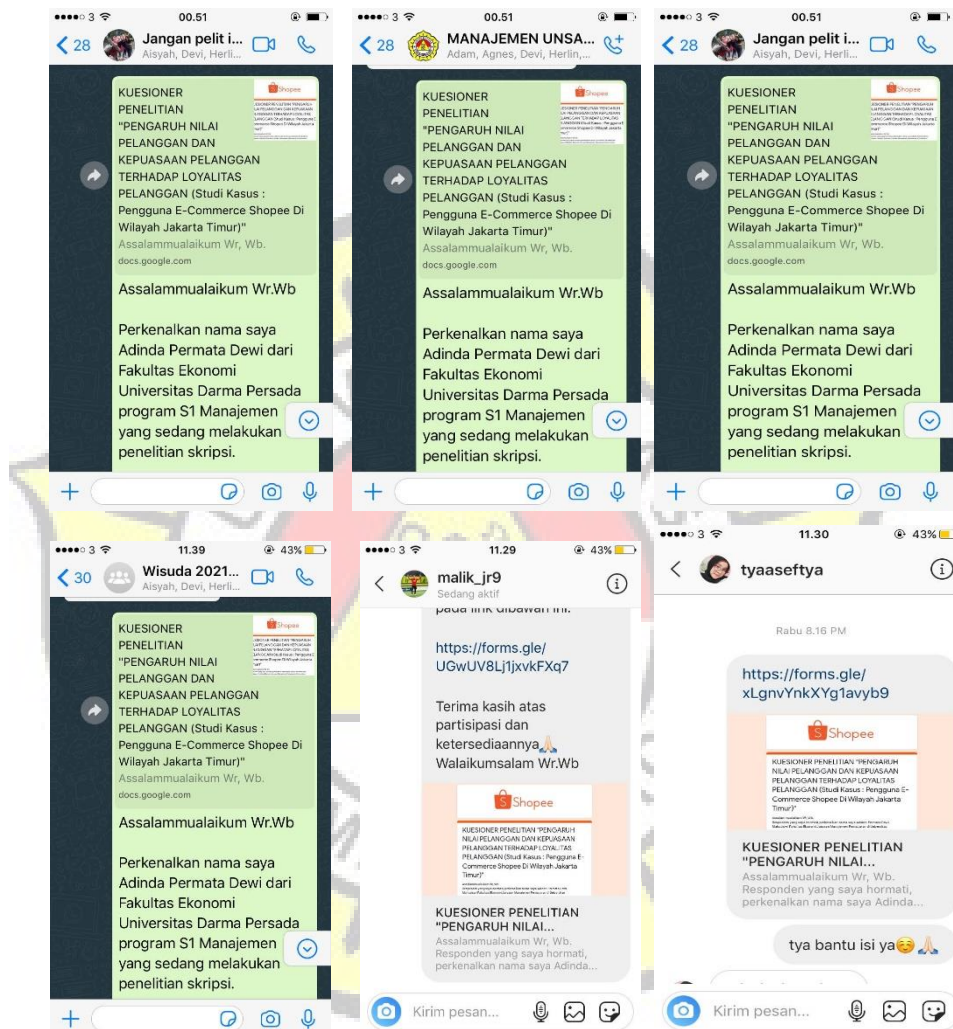 3 00.51
28 Jangan pelit i...
Aisyah, Devi, Herli...
Shopee
KUESIONER
PENELITIAN
"PENGARUH NILAI
PELANGGAN DAN
KEPUASAAN PELANGGAN
TERHADAP LOYALITAS
PELANGGAN (Studi Kasus :
Pengguna E-Commerce Shopee Di
Wilayah Jakarta Timur)"
Assalammualaikum Wr, Wb.
docs.google.com
Assalammualaikum Wr.Wb
Perkenalkan nama saya
Adinda Permata Dewi dari
Fakultas Ekonomi
Universitas Darma Persada
program S1 Manajemen
yang sedang melakukan
penelitian skripsi.
3 00.51
28 MANAJEMEN UNSA...
Adam, Agnes, Devi, Herlin,...
Shopee
KUESIONER
PENELITIAN
"PENGARUH NILAI
PELANGGAN DAN
KEPUASAAN PELANGGAN
TERHADAP LOYALITAS
PELANGGAN (Studi Kasus :
Pengguna E-Commerce Shopee Di
Wilayah Jakarta Timur)"
Assalammualaikum Wr, Wb.
docs.google.com
Assalammualaikum Wr.Wb
Perkenalkan nama saya
Adinda Permata Dewi dari
Fakultas Ekonomi
Universitas Darma Persada
program S1 Manajemen
yang sedang melakukan
penelitian skripsi.
3 00.51
28 Jangan pelit i...
Aisyah, Devi, Herli...
Shopee
KUESIONER
PENELITIAN
"PENGARUH NILAI
PELANGGAN DAN
KEPUASAAN PELANGGAN
TERHADAP LOYALITAS
PELANGGAN (Studi Kasus :
Pengguna E-Commerce Shopee Di
Wilayah Jakarta Timur)"
Assalammualaikum Wr, Wb.
docs.google.com
Assalammualaikum Wr.Wb
Perkenalkan nama saya
Adinda Permata Dewi dari
Fakultas Ekonomi
Universitas Darma Persada
program S1 Manajemen
yang sedang melakukan
penelitian skripsi.
3 11.39 43%
30 Wisuda 2021...
Aisyah, Devi, Herli...
Shopee
KUESIONER
PENELITIAN
"PENGARUH NILAI
PELANGGAN DAN
KEPUASAAN PELANGGAN
TERHADAP LOYALITAS
PELANGGAN (Studi Kasus :
Pengguna E-Commerce Shopee Di
Wilayah Jakarta Timur)"
Assalammualaikum Wr, Wb.
docs.google.com
Assalammualaikum Wr.Wb
Perkenalkan nama saya
Adinda Permata Dewi dari
Fakultas Ekonomi
Universitas Darma Persada
program S1 Manajemen
yang sedang melakukan
penelitian skripsi.
3 11.29 43%
malik_jr9
Sedang aktif
pada link dibawah ini.
https://forms.gle/
UGwUV8Lj1jxvkFXq7
Terima kasih atas
partisipasi dan
ketersediaannya🙏🏻
Walaikumsalam Wr.Wb
Shopee
KUESIONER PENELITIAN "PENGARUH
NILAI PELANGGAN DAN KEPUASAAN
PELANGGAN TERHADAP LOYALITAS
PELANGGAN (Studi Kasus : Pengguna E-
Commerce Shopee Di Wilayah Jakarta
Timur)"
KUESIONER PENELITIAN
"PENGARUH NILAI...
Assalammualaikum Wr, Wb.
Responden yang saya hormati,
perkenalkan nama saya Adinda...
Kirim pesan...
3 11.30 43%
tyaaseftya
Rabu 8.16 PM
https://forms.gle/
xLgnvYnkXYg1avyb9
Shopee
KUESIONER PENELITIAN "PENGARUH
NILAI PELANGGAN DAN KEPUASAAN
PELANGGAN TERHADAP LOYALITAS
PELANGGAN (Studi Kasus : Pengguna E-
Commerce Shopee Di Wilayah Jakarta
Timur)"
KUESIONER PENELITIAN
"PENGARUH NILAI...
Assalammualaikum Wr, Wb.
Responden yang saya hormati,
perkenalkan nama saya Adinda...
tya bantu isi ya☺️🙏🏻
Kirim pesan...